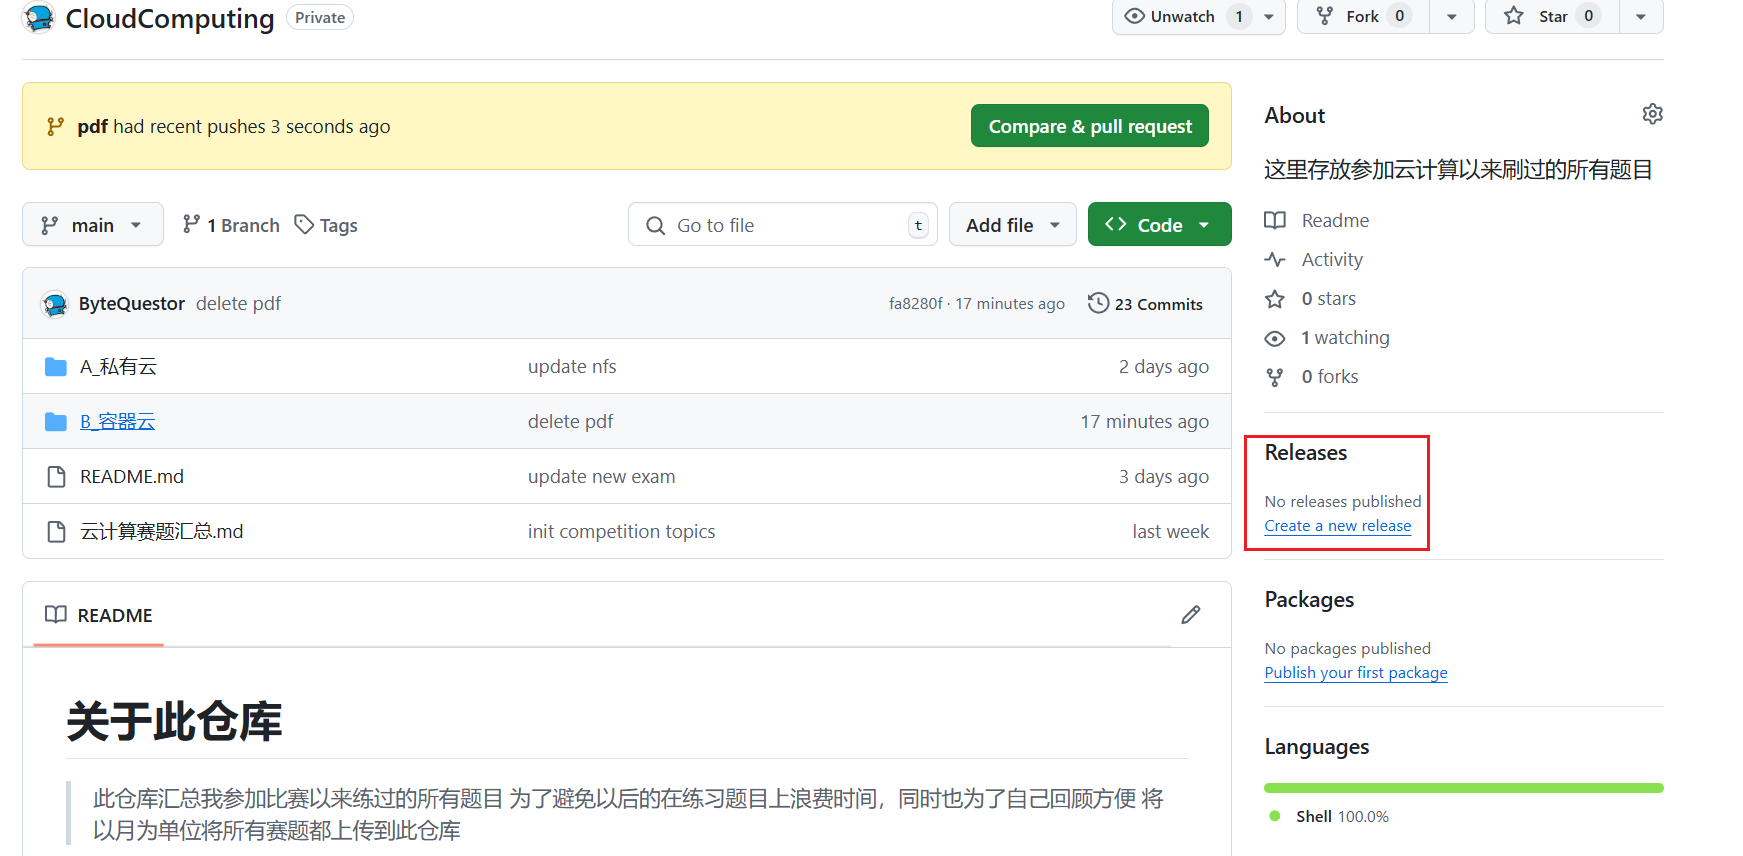 CloudComputing Private
Unwatch 1 Fork 0 Star 0
pdf had recent pushes 3 seconds ago
Compare & pull request
main 1 Branch Tags Go to file t Add file Code
ByteQuestor delete pdf fa8280f · 17 minutes ago 23 Commits
A_私有云 update nfs 2 days ago
B_容器云 delete pdf 17 minutes ago
README.md update new exam 3 days ago
云计算赛题汇总.md init competition topics last week
README
关于此仓库
此仓库汇总我参加比赛以来练过的所有题目 为了避免以后的在练习题目上浪费时间，同时也为了自己回顾方便 将
以月为单位将所有赛题都上传到此仓库
About
这里存放参加云计算以来刷过的所有题目
Readme
Activity
0 stars
1 watching
0 forks
Releases
No releases published
Create a new release
Packages
No packages published
Publish your first package
Languages
Shell 100.0%